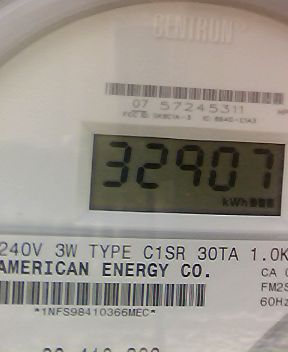 CENTRON
07 57245311
32907
kWh
240V 3W TYPE C1SR 30TA 1.0K
AMERICAN ENERGY CO.
CA
FM2S
60Hz
*1NFS98410366MEC*